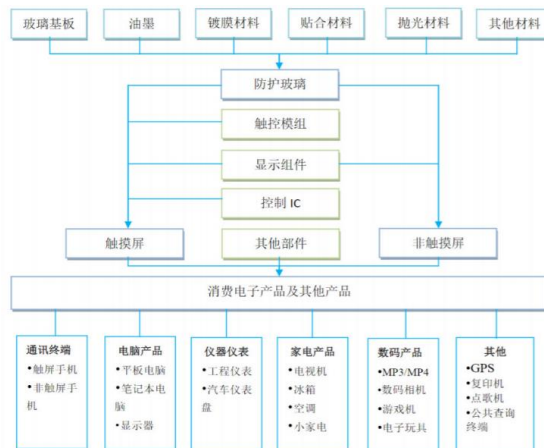 玻璃基板
油墨
镀膜材料
贴合材料
抛光材料
其他材料
防护玻璃
触控模组
显示组件
控制 IC
触摸屏
其他部件
非触摸屏
消费电子产品及其他产品
通讯终端
•触屏手机
•非触屏手
机
电脑产品
•平板电脑
•笔记本电
脑
•显示器
仪器仪表
•工程仪表
•汽车仪表
盘
家电产品
•电视机
•冰箱
•空调
•小家电
数码产品
•MP3/MP4
•数码相机
•游戏机
•电子玩具
其他
•GPS
•复印机
•点歌机
•公共查询
终端